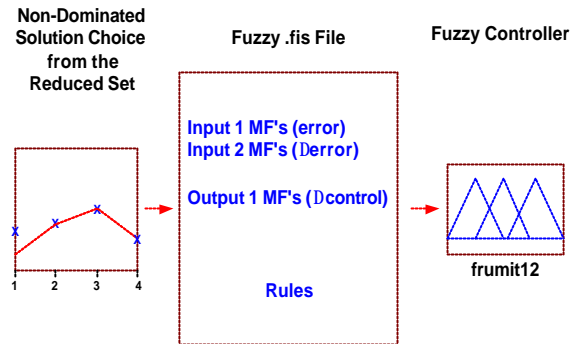 Non-Dominated
Solution Choice
from the
Reduced Set
Fuzzy .fis File
Fuzzy Controller
Input 1 MF's (error)
Input 2 MF's (Derror)
Output 1 MF's (Dcontrol)
Rules
x x x x
1 2 3 4
frumit12